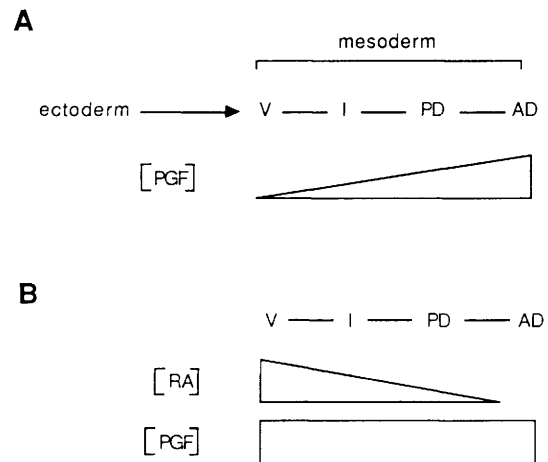 A
mesoderm
ectoderm V I PD AD
[PGF]
B
V I PD AD
[RA]
[PGF]